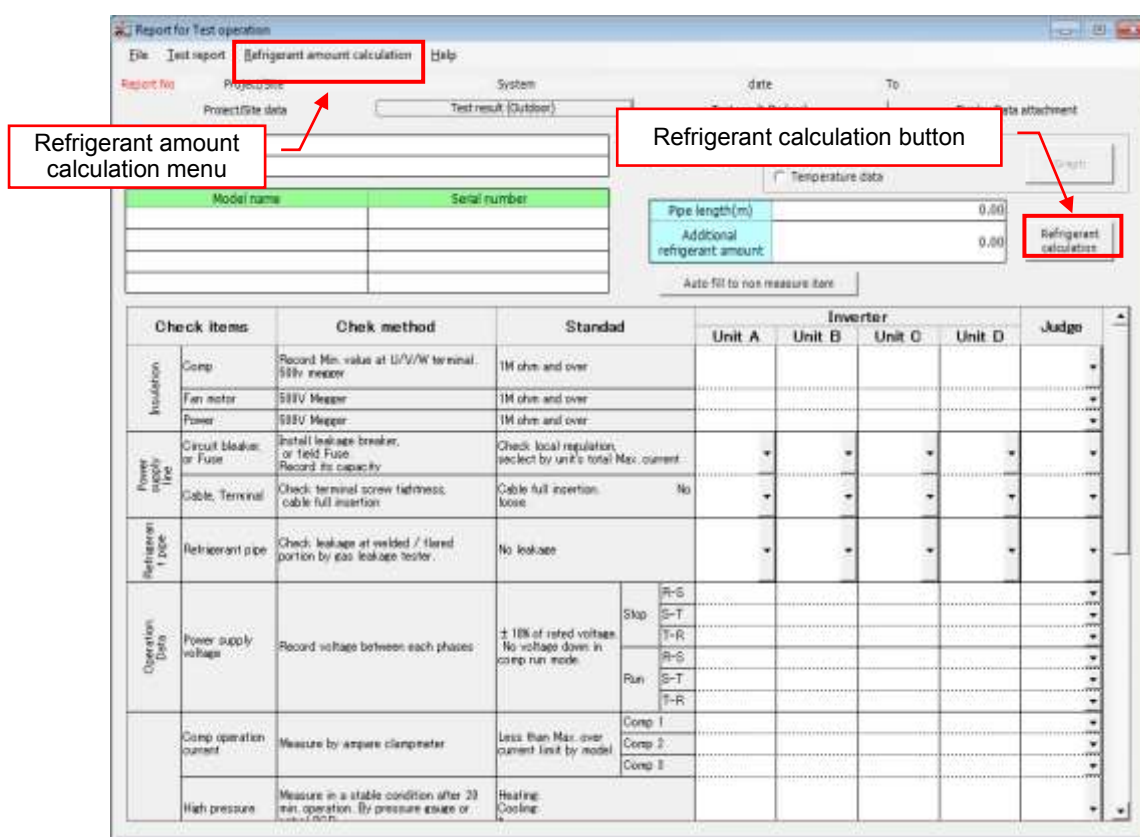 Report for Test operation
File Test report Refrigerant amount calculation Help
Report No Project/Site System date To
Project/Site data Test result (Outdoor) data attachment
Refrigerant amount
calculation menu
Refrigerant calculation button
Temperature data
Graph
Model name Serial number
Pipe length(m) 0.00
Additional
refrigerant amount 0.00
Refrigerant
calculation
Auto fill to non measure item
Check items Chek method Standad Inverter Judge
Unit A Unit B Unit C Unit D
Insulation
Comp
Record Min. value at U/V/W terminal.
500v megger
1M ohm and over
Fan motor 500V Megger 1M ohm and over
Power 500V Megger 1M ohm and over
Power
supply
line
Circuit bleaker,
or Fuse
Install leakage breaker,
or field Fuse.
Record its capacity
Check local regulation,
seclect by unit's total Max. current
Cable, Terminal
Check terminal screw tightness,
cable full insertion
Cable full insertion. No
loose.
Refrigeran
t pipe
Refrigerant pipe
Check leakage at welded / flared
portion by gas leakage tester.
No leakage
Operation
Data
Power supply
voltage
Record voltage between each phases
± 10% of rated voltage.
No voltage down in
comp run mode.
Stop
R-S
S-T
T-R
Run
R-S
S-T
T-R
Comp operation
current
Measure by ampere clampmeter
Less than Max. over
current limit by model
Comp 1
Comp 2
Comp 3
High pressure
Measure in a stable condition after 20
min. operation. By pressure gauge or
Heating:
Cooling: